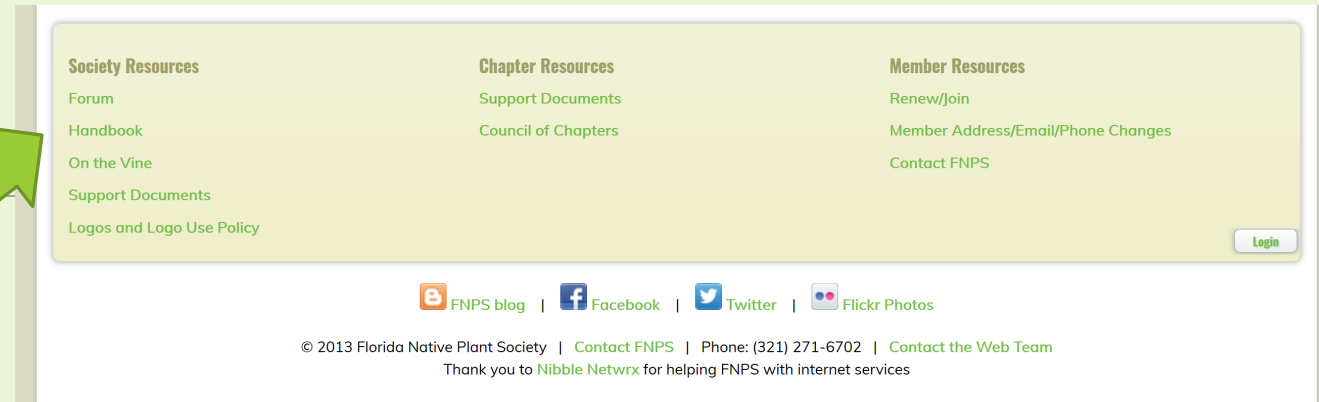 Society Resources
Forum
Handbook
On the Vine
Support Documents
Logos and Logo Use Policy
Chapter Resources
Support Documents
Council of Chapters
Member Resources
Renew/Join
Member Address/Email/Phone Changes
Contact FNPS
Login
FNPS blog | Facebook | Twitter | Flickr Photos
© 2013 Florida Native Plant Society | Contact FNPS | Phone: (321) 271-6702 | Contact the Web Team
Thank you to Nibble Netwrx for helping FNPS with internet services